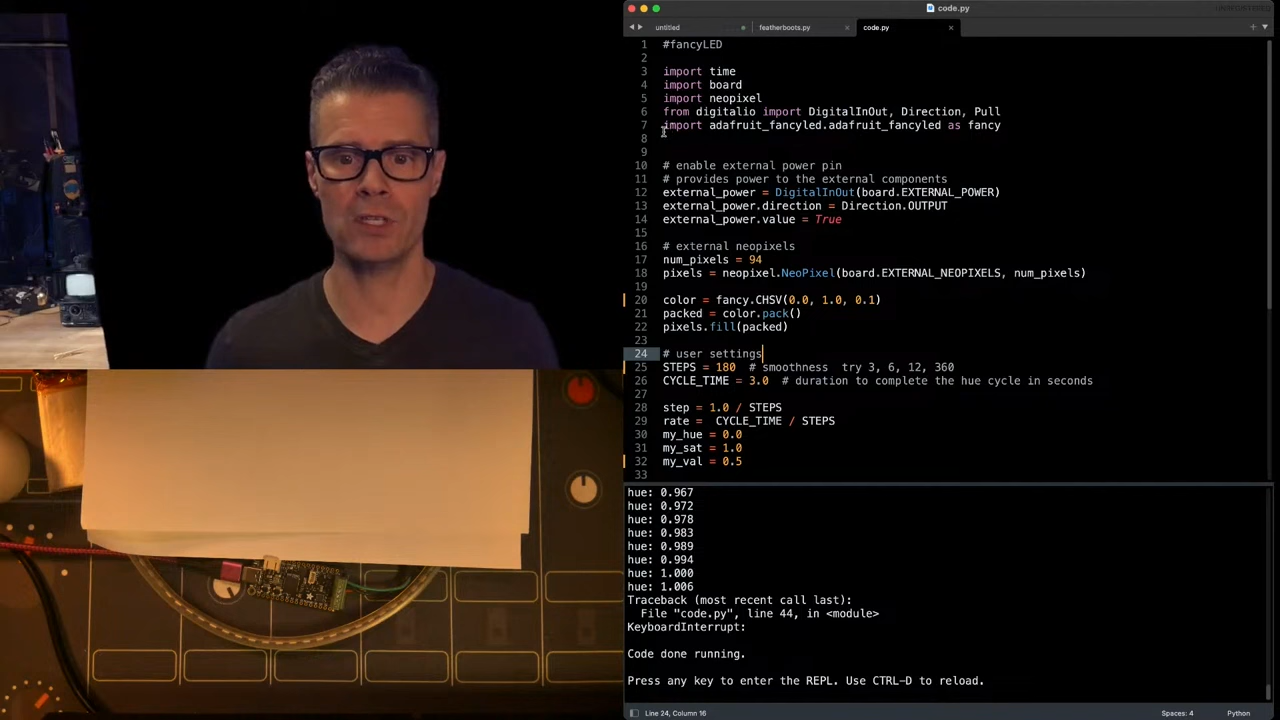 code.py
untitled
featherboots.py
code.py
1 #fancyLED
2
3 import time
4 import board
5 import neopixel
6 from digitalio import DigitalInOut, Direction, Pull
7 import adafruit_fancyled.adafruit_fancyled as fancy
8
9
10 # enable external power pin
11 # provides power to the external components
12 external_power = DigitalInOut(board.EXTERNAL_POWER)
13 external_power.direction = Direction.OUTPUT
14 external_power.value = True
15
16 # external neopixels
17 num_pixels = 94
18 pixels = neopixel.NeoPixel(board.EXTERNAL_NEOPIXELS, num_pixels)
19
20 color = fancy.CHSV(0.0, 1.0, 0.1)
21 packed = color.pack()
22 pixels.fill(packed)
23
24 # user settings
25 STEPS = 180  # smoothness  try 3, 6, 12, 360
26 CYCLE_TIME = 3.0  # duration to complete the hue cycle in seconds
27
28 step = 1.0 / STEPS
29 rate =  CYCLE_TIME / STEPS
30 my_hue = 0.0
31 my_sat = 1.0
32 my_val = 0.5
33
hue: 0.967
hue: 0.972
hue: 0.978
hue: 0.983
hue: 0.989
hue: 0.994
hue: 1.000
hue: 1.006
Traceback (most recent call last):
  File "code.py", line 44, in <module>
KeyboardInterrupt:
Code done running.
Press any key to enter the REPL. Use CTRL-D to reload.
Line 24, Column 16
Spaces: 4
Python